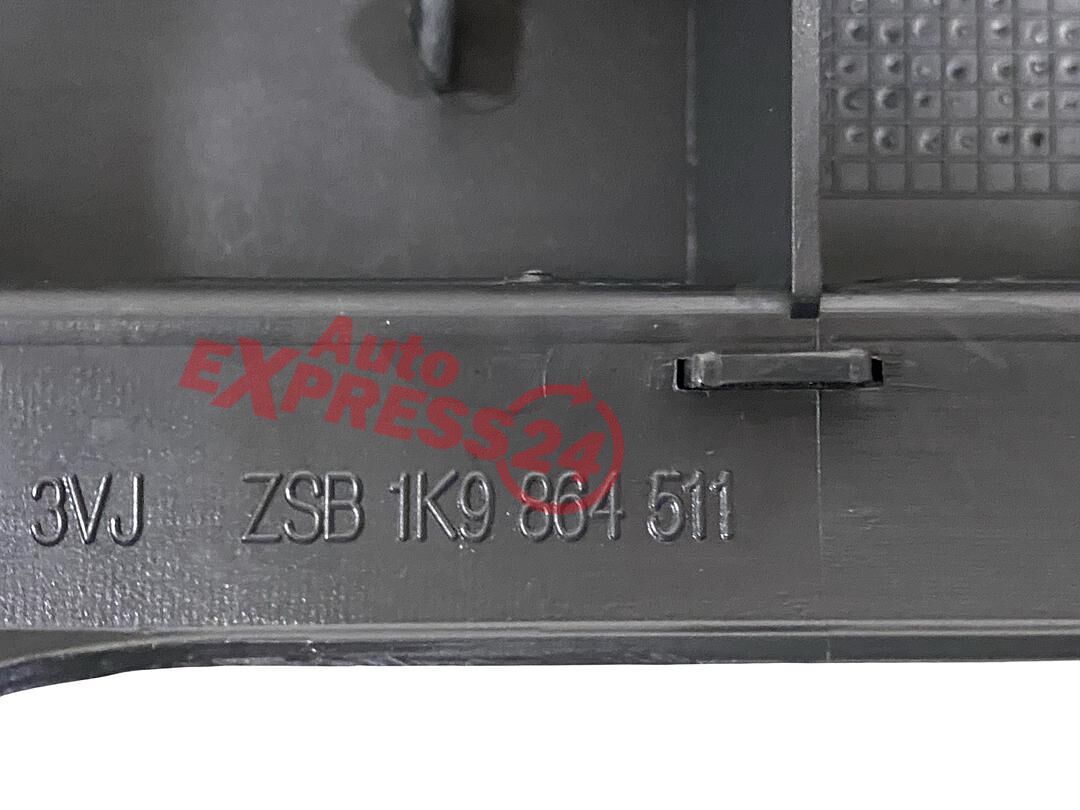 Auto
EXPRESS24
3VJ ZSB 1K9 864 511